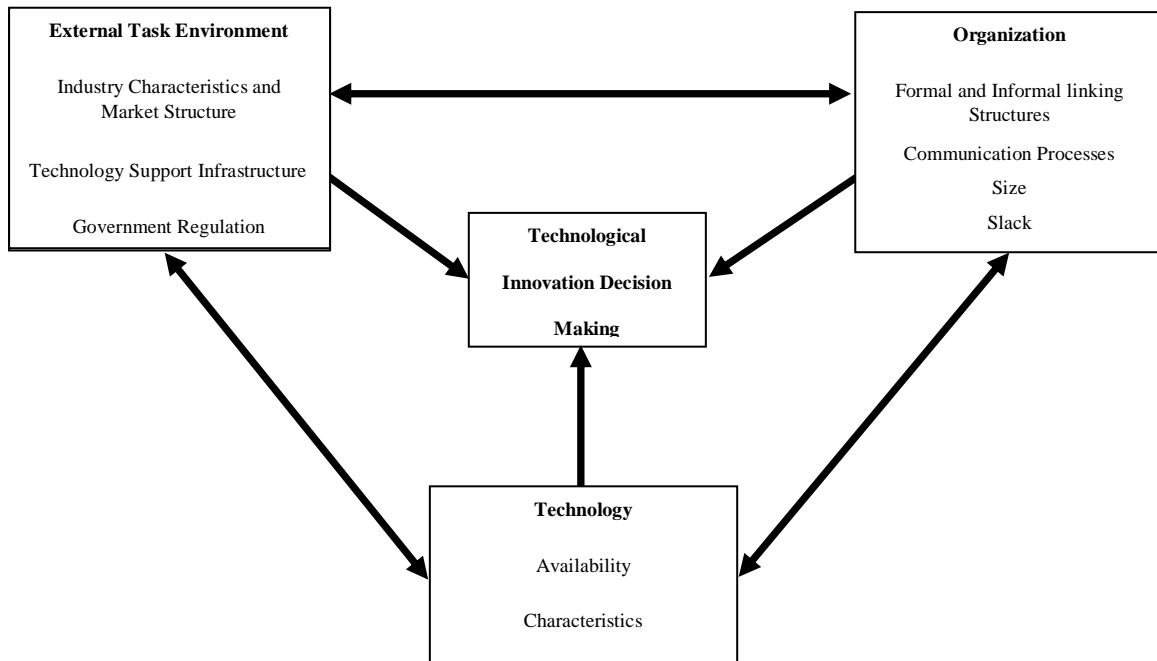 External Task Environment
Industry Characteristics and
Market Structure
Technology Support Infrastructure
Government Regulation
Organization
Formal and Informal linking
Structures
Communication Processes
Size
Slack
Technological
Innovation Decision
Making
Technology
Availability
Characteristics